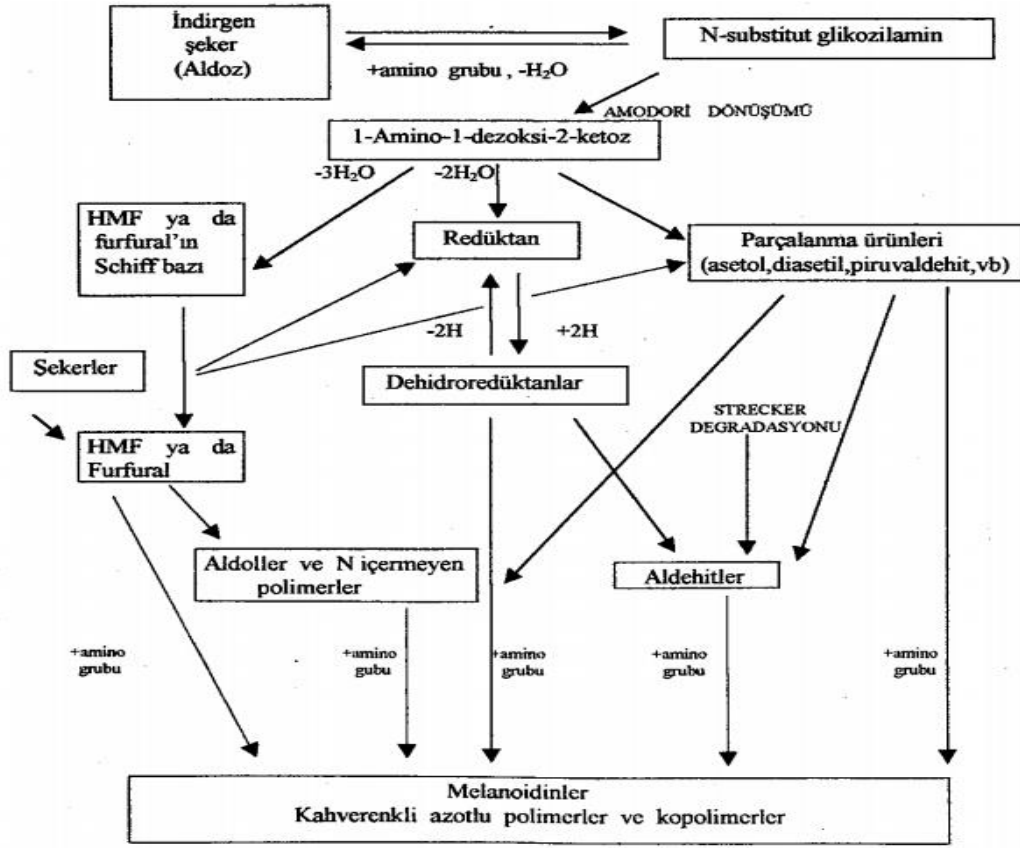 İndirgen
şeker
(Aldoz)
N-substitut glikozilamin
+amino grubu , -H₂O
AMODORİ DÖNÜŞÜMÜ
1-Amino-1-dezoksi-2-ketoz
-3H₂O
-2H₂O
HMF ya da
furfural'ın
Schiff bazı
Redüktan
Parçalanma ürünleri
(asetol,diasetil,piruvaldehit,vb)
-2H
+2H
Şekerler
Dehidroredüktanlar
STRECKER
DEGRADASYONU
HMF ya da
Furfural
Aldoller ve N içermeyen
polimerler
Aldehitler
+amino
grubu
+amino
gubu
+amino
grubu
+amino
grubu
+amino
grubu
Melanoidinler
Kahverenkli azotlu polimerler ve kopolimerler